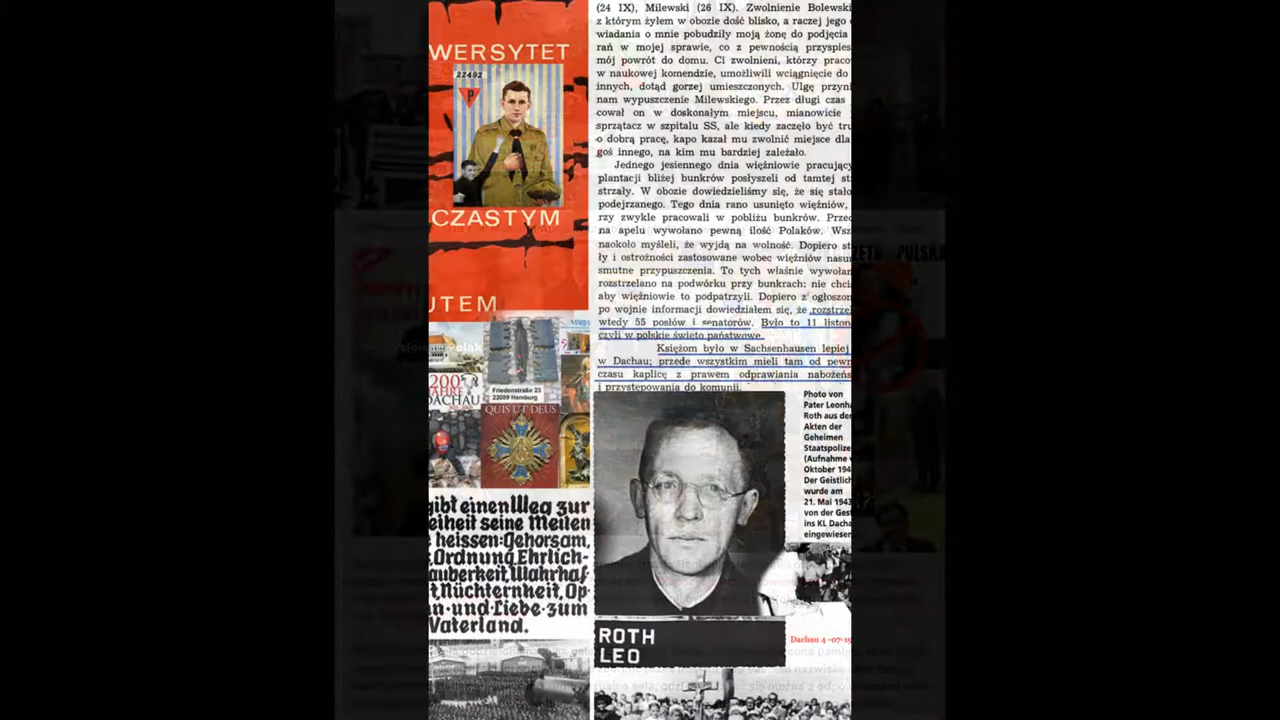 WERSYTET
22492
P
CZASTYM
UTEM
200
JAHRE
DACHAU
Friedenstraße 23
22089 Hamburg
QUIS UT DEUS
gibt einen Weg zur
eiheit seine Meilen
heissen: Gehorsam,
Ordnung Ehrlich-
auberkeit, Wahrhaf-
t, Nüchternheit, Op-
n · und · Liebe · zum
Vaterland.
(24 IX), Milewski (26 IX). Zwolnienie Bolewski
z którym żyłem w obozie dość blisko, a raczej jego
wiadania o mnie pobudziły moją żonę do podjęcia
rań w mojej sprawie, co z pewnością przyspies
mój powrót do domu. Ci zwolnieni, którzy praco
w naukowej komendzie, umożliwili wciągnięcie do
innych, dotąd gorzej umieszczonych. Ulgę przyni
nam wypuszczenie Milewskiego. Przez długi czas
cował on w doskonałym miejscu, mianowicie
sprzątacz w szpitalu SS, ale kiedy zaczęło być tru
o dobrą pracę, kapo kazał mu zwolnić miejsce dla
goś innego, na kim mu bardziej zależało.
Jednego jesiennego dnia więźniowie pracujący
plantacji bliżej bunkrów posłyszeli od tamtej st
strzały. W obozie dowiedzieliśmy się, że się stało
podejrzanego. Tego dnia rano usunięto więźniów,
rzy zwykle pracowali w pobliżu bunkrów. Przed
na apelu wywołano pewną ilość Polaków. Wsz
naokoło myśleli, że wyjdą na wolność. Dopiero st
ły i ostrożności zastosowane wobec więźniów nasu
smutne przypuszczenia. To tych właśnie wywołan
rozstrzelano na podwórku przy bunkrach: nie chci
aby więźniowie to podpatrzyli. Dopiero z ogłoszon
po wojnie informacji dowiedziałem się, że rozstrze
wtedy 55 posłów i senatorów. Było to 11 listop
czyli w polskie święto państwowe.
Księżom było w Sachsenhausen lepiej
w Dachau; przede wszystkim mieli tam od pewn
czasu kaplicę z prawem odprawiania nabożeńs
i przystępowania do komunii.
Photo von
Pater Leonha
Roth aus den
Akten der
Geheimen
Staatspolize
(Aufnahme
Oktober 194
Der Geistlich
wurde am
21. Mai 1943
von der Gest
ins KL Dacha
eingewiesen
ROTH
LEO
Dachau 4 -07-19